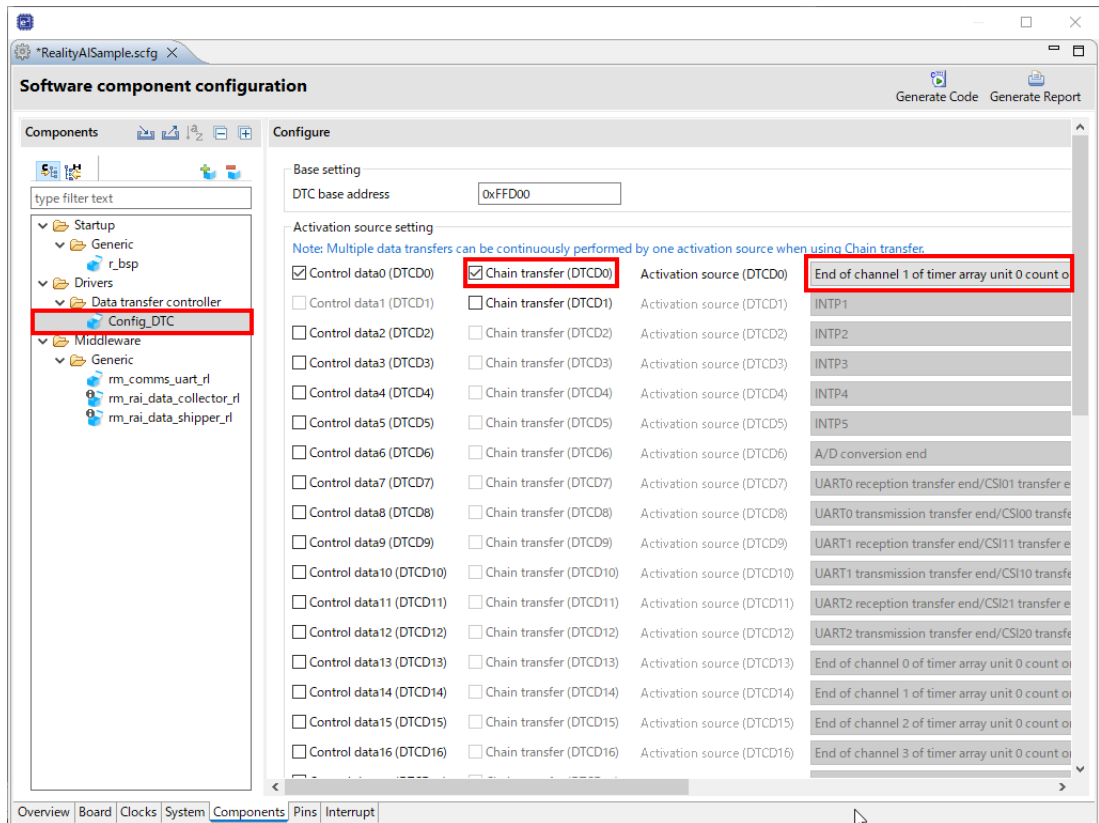 *RealityAISample.scfg
Software component configuration
Generate Code Generate Report
Components
Configure
type filter text
Startup
Generic
r_bsp
Drivers
Data transfer controller
Config_DTC
Middleware
Generic
rm_comms_uart_rl
rm_rai_data_collector_rl
rm_rai_data_shipper_rl
Base setting
DTC base address 0xFFD00
Activation source setting
Note: Multiple data transfers can be continuously performed by one activation source when using Chain transfer.
Control data0 (DTCD0) Chain transfer (DTCD0) Activation source (DTCD0) End of channel 1 of timer array unit 0 count o
Control data1 (DTCD1) Chain transfer (DTCD1) Activation source (DTCD1) INTP1
Control data2 (DTCD2) Chain transfer (DTCD2) Activation source (DTCD2) INTP2
Control data3 (DTCD3) Chain transfer (DTCD3) Activation source (DTCD3) INTP3
Control data4 (DTCD4) Chain transfer (DTCD4) Activation source (DTCD4) INTP4
Control data5 (DTCD5) Chain transfer (DTCD5) Activation source (DTCD5) INTP5
Control data6 (DTCD6) Chain transfer (DTCD6) Activation source (DTCD6) A/D conversion end
Control data7 (DTCD7) Chain transfer (DTCD7) Activation source (DTCD7) UART0 reception transfer end/CSI01 transfer e
Control data8 (DTCD8) Chain transfer (DTCD8) Activation source (DTCD8) UART0 transmission transfer end/CSI00 transfe
Control data9 (DTCD9) Chain transfer (DTCD9) Activation source (DTCD9) UART1 reception transfer end/CSI11 transfer e
Control data10 (DTCD10) Chain transfer (DTCD10) Activation source (DTCD10) UART1 transmission transfer end/CSI10 transfe
Control data11 (DTCD11) Chain transfer (DTCD11) Activation source (DTCD11) UART2 reception transfer end/CSI21 transfer e
Control data12 (DTCD12) Chain transfer (DTCD12) Activation source (DTCD12) UART2 transmission transfer end/CSI20 transfe
Control data13 (DTCD13) Chain transfer (DTCD13) Activation source (DTCD13) End of channel 0 of timer array unit 0 count o
Control data14 (DTCD14) Chain transfer (DTCD14) Activation source (DTCD14) End of channel 1 of timer array unit 0 count o
Control data15 (DTCD15) Chain transfer (DTCD15) Activation source (DTCD15) End of channel 2 of timer array unit 0 count o
Control data16 (DTCD16) Chain transfer (DTCD16) Activation source (DTCD16) End of channel 3 of timer array unit 0 count o
Overview Board Clocks System Components Pins Interrupt